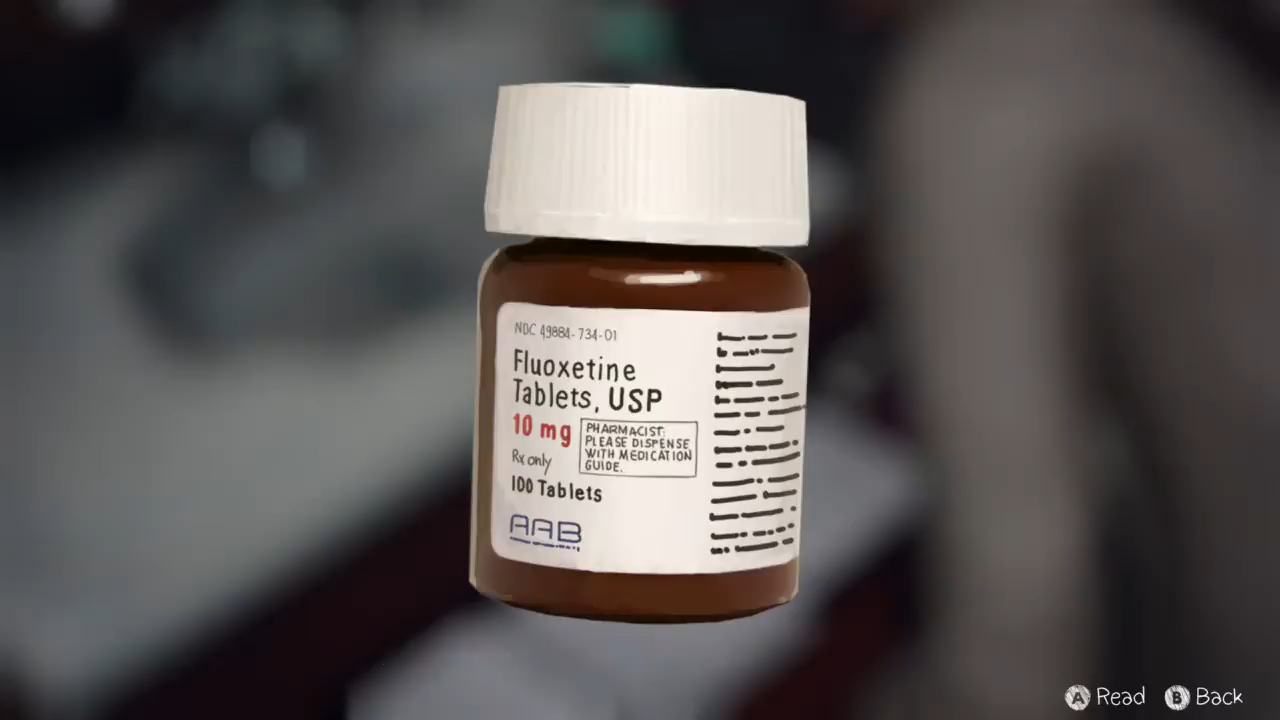 NDC 49884-734-01
Fluoxetine
Tablets, USP
10 mg
PHARMACIST:
PLEASE DISPENSE
WITH MEDICATION
GUIDE.
Rx only
100 Tablets
AAB
A Read B Back